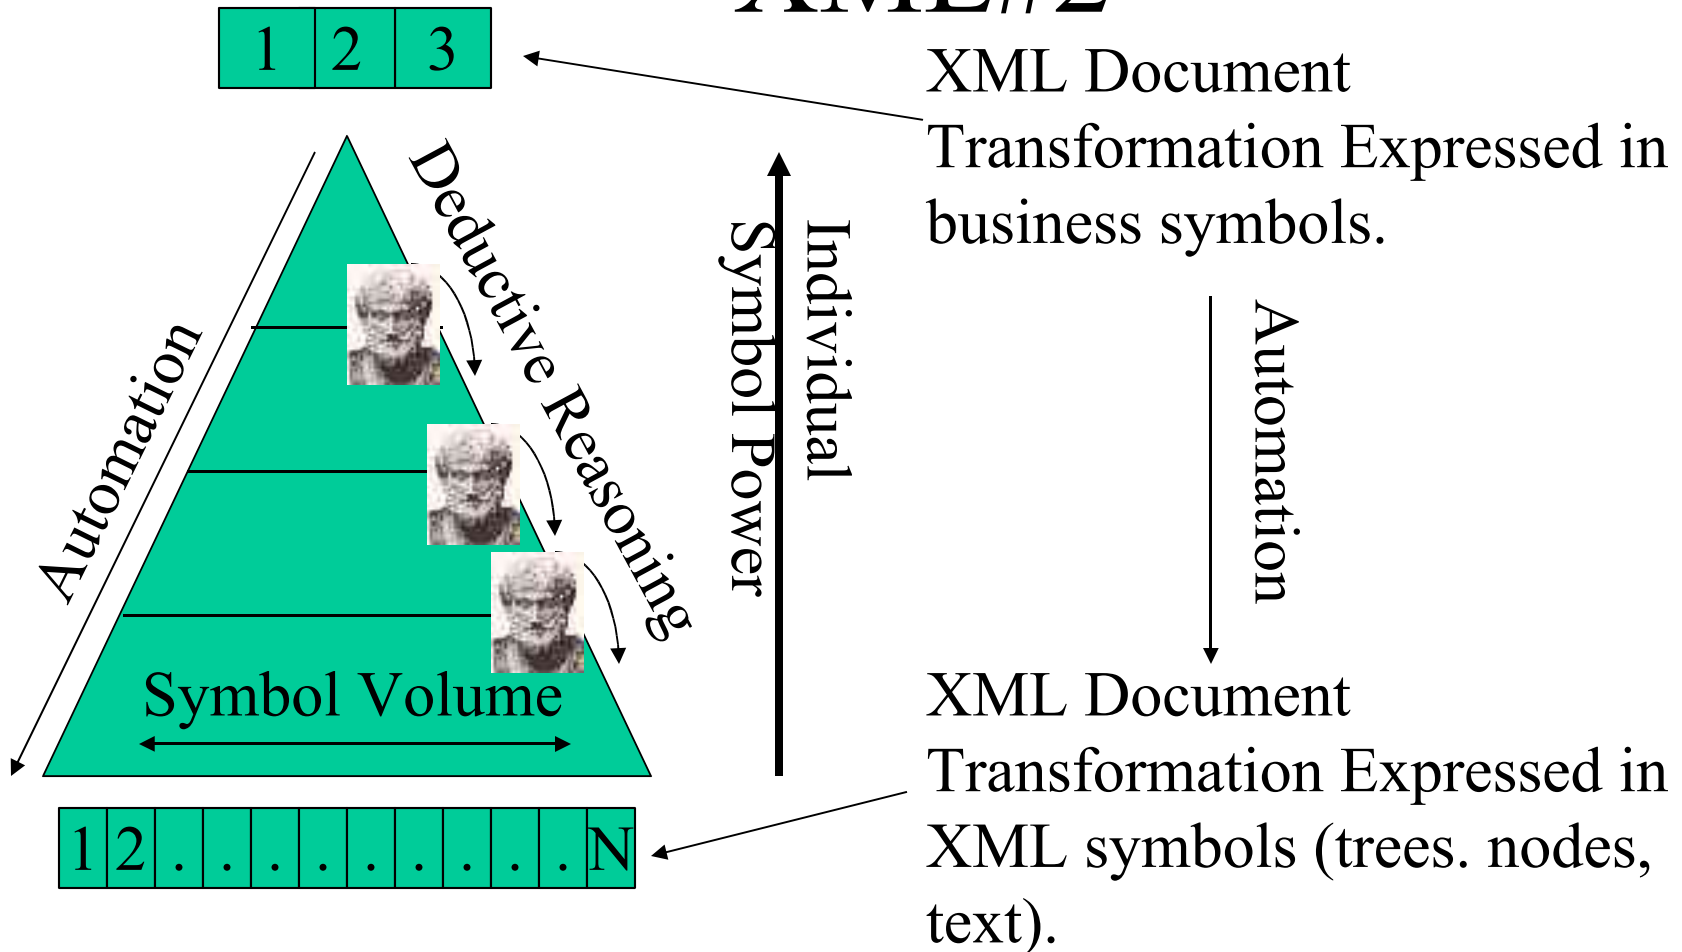 1 2 3
XML Document
Transformation Expressed in
business symbols.
Deductive Reasoning
Automation
Individual
Symbol Power
Automation
Symbol Volume
XML Document
Transformation Expressed in
XML symbols (trees. nodes,
text).
1 2 . . . . . . . . . N